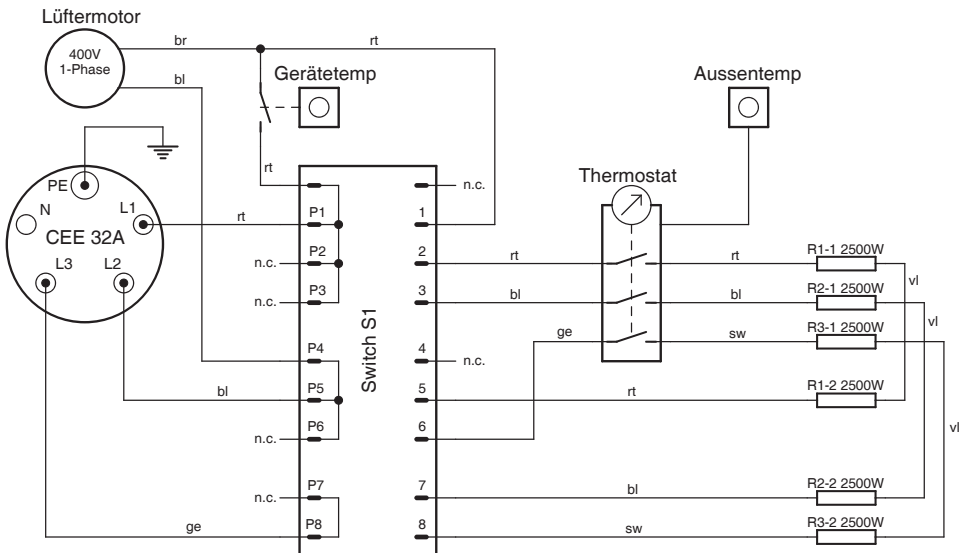 Lüftermotor
400V
1-Phase
br
rt
bl
Gerätetemp
Aussentemp
rt
PE
N
L1
CEE 32A
L3
L2
rt
n.c.
n.c.
bl
n.c.
n.c.
ge
P1
P2
P3
P4
P5
P6
P7
P8
Switch S1
1
2
3
4
5
6
7
8
n.c.
n.c.
Thermostat
rt
bl
ge
rt
bl
sw
rt
bl
sw
R1-1 2500W
R2-1 2500W
R3-1 2500W
R1-2 2500W
R2-2 2500W
R3-2 2500W
vl
vl
vl